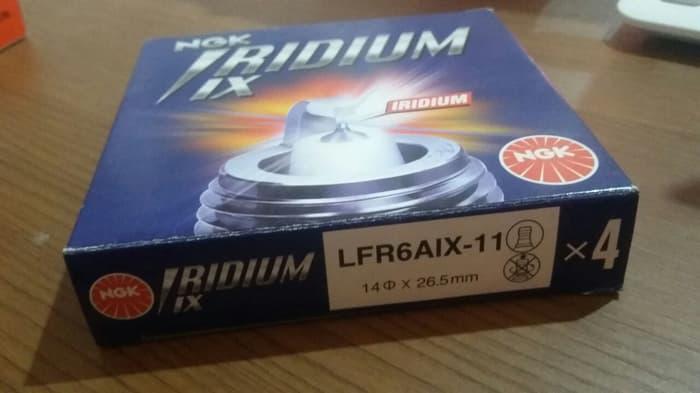 NGK
IRIDIUM
IX
IRIDIUM
NGK
NGK
IRIDIUM
IX
LFR6AIX-11
14Φ X 26.5mm
×4